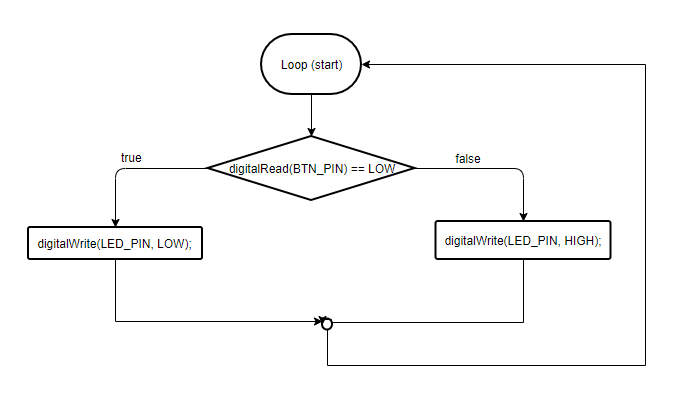 Loop (start)
digitalRead(BTN_PIN) == LOW
true
false
digitalWrite(LED_PIN, LOW);
digitalWrite(LED_PIN, HIGH);